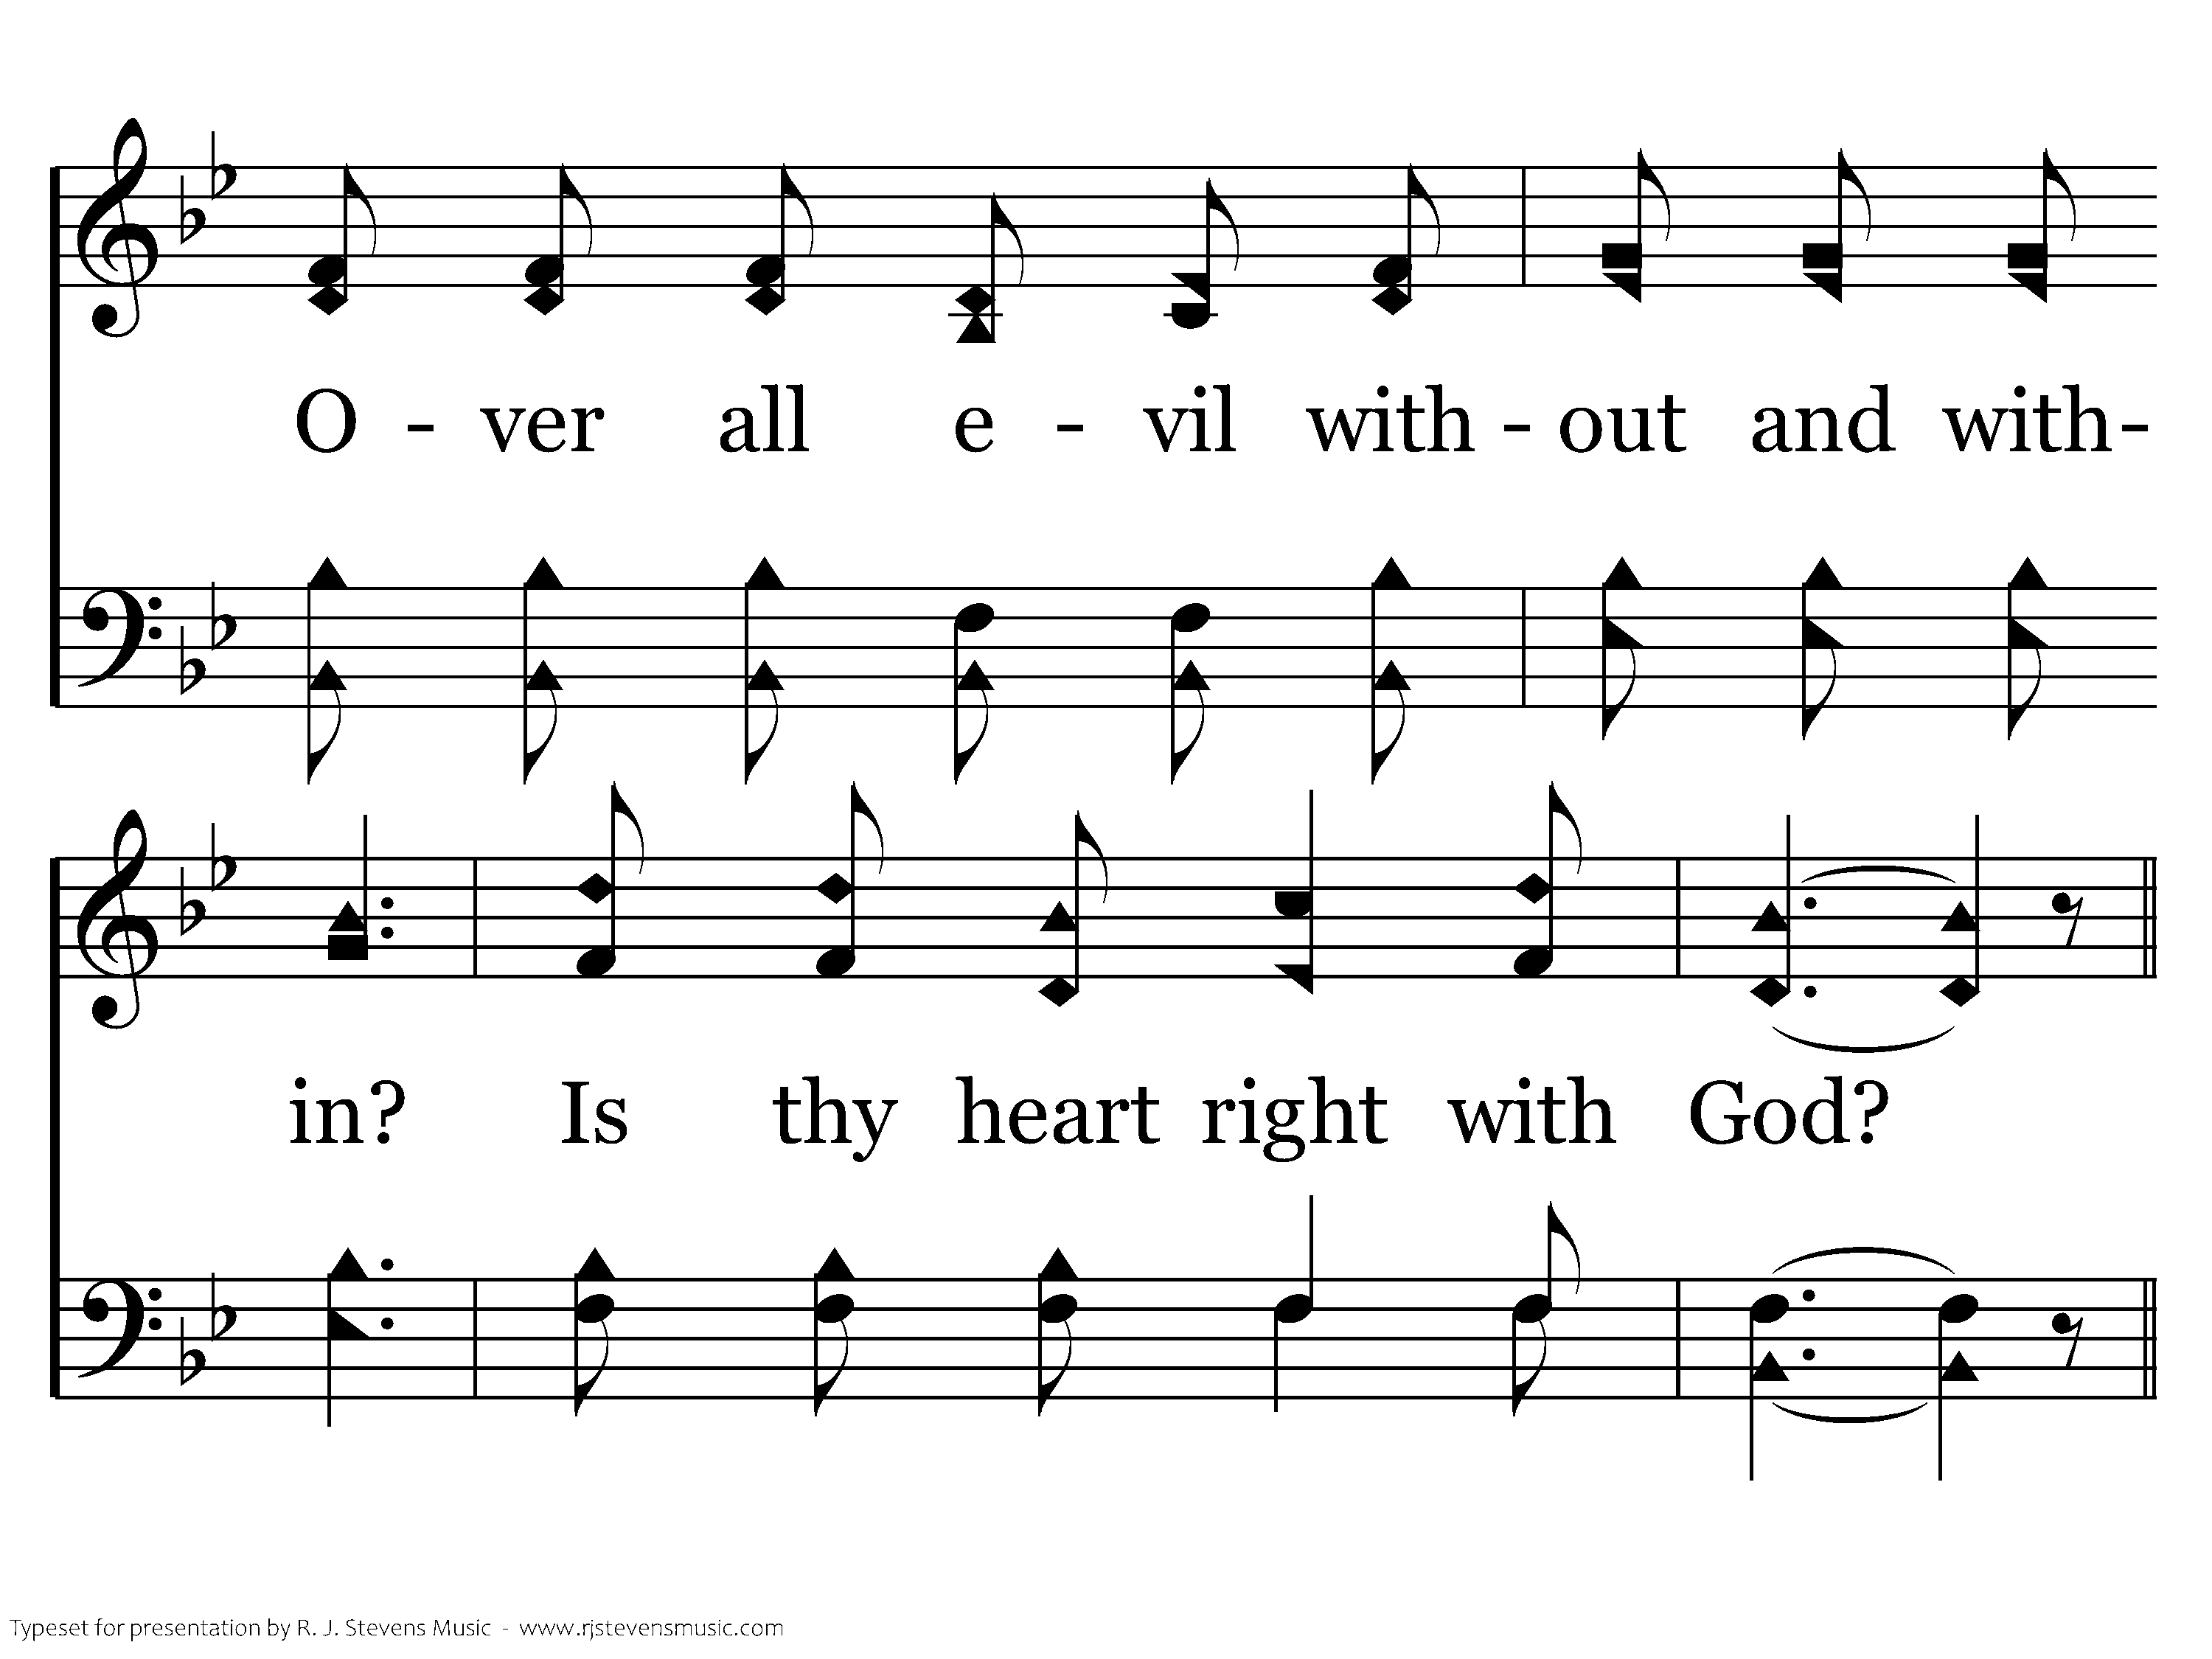 O - ver all e - vil with - out and with-
in? Is thy heart right with God?
Typeset for presentation by R. J. Stevens Music - www.rjstevensmusic.com